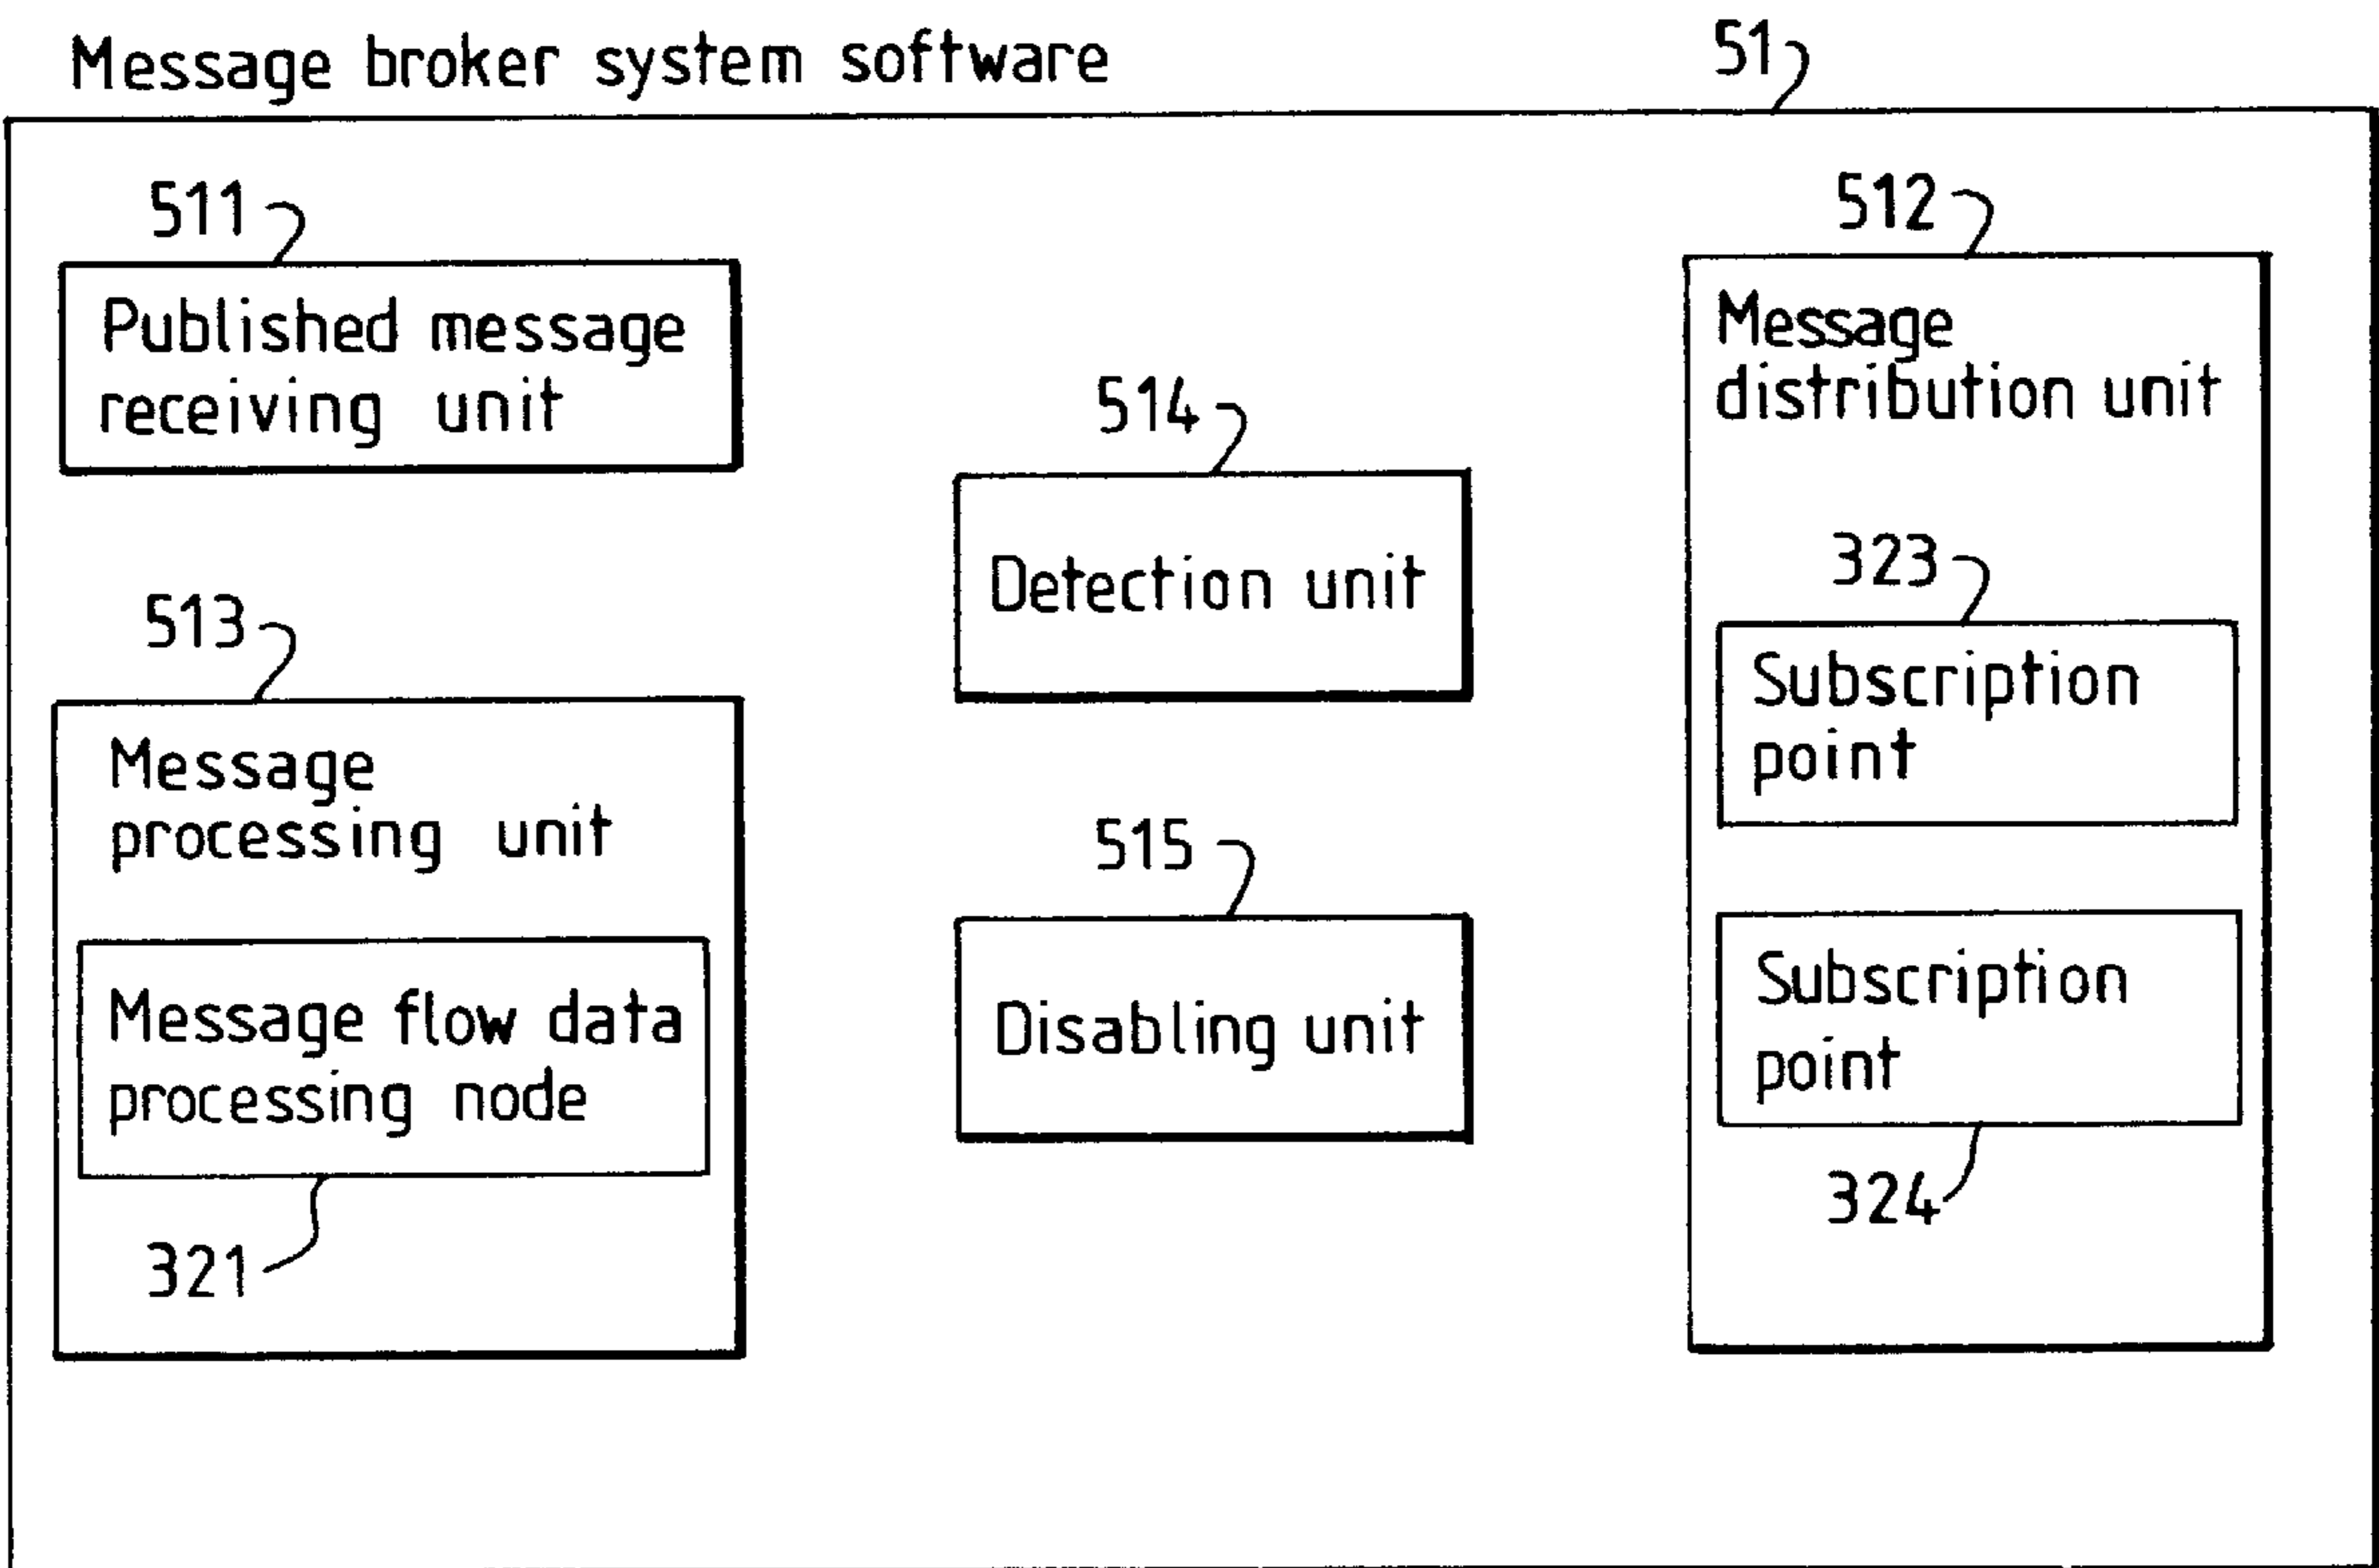 Message broker system software
51
511
Published message
receiving unit
512
Message
distribution unit
514
Detection unit
323
Subscription
point
513
Message
processing unit
515
Disabling unit
Subscription
point
324
Message flow data
processing node
321